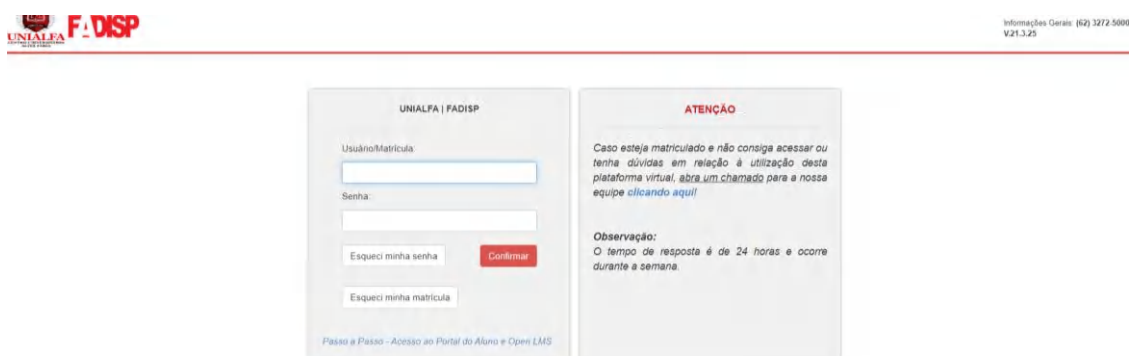 UNIALFA FADISP
Informações Gerais: (62) 3272-5000
V.21.3.25
UNIALFA | FADISP
Usuário/Matrícula:
Senha:
Esqueci minha senha
Confirmar
Esqueci minha matrícula
Passo a Passo - Acesso ao Portal do Aluno e Open LMS
ATENÇÃO
Caso esteja matriculado e não consiga acessar ou
tenha dúvidas em relação à utilização desta
plataforma virtual, abra um chamado para a nossa
equipe clicando aqui!
Observação:
O tempo de resposta é de 24 horas e ocorre
durante a semana.